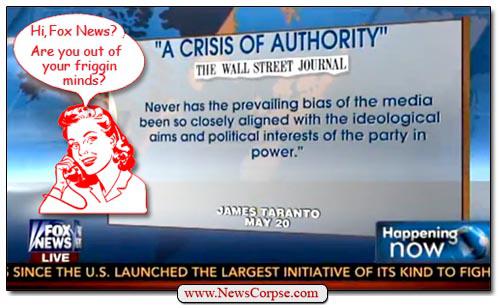 Hi, Fox News?
Are you out of
your friggin
minds?
"A CRISIS OF AUTHORITY"
THE WALL STREET JOURNAL
Never has the prevailing bias of the media
been so closely aligned with the ideological
aims and political interests of the party in
power."
JAMES TARANTO
MAY 20
FOX
NEWS
LIVE
Happening
now
S SINCE THE U.S. LAUNCHED THE LARGEST INITIATIVE OF ITS KIND TO FIGH
www.NewsCorpse.com